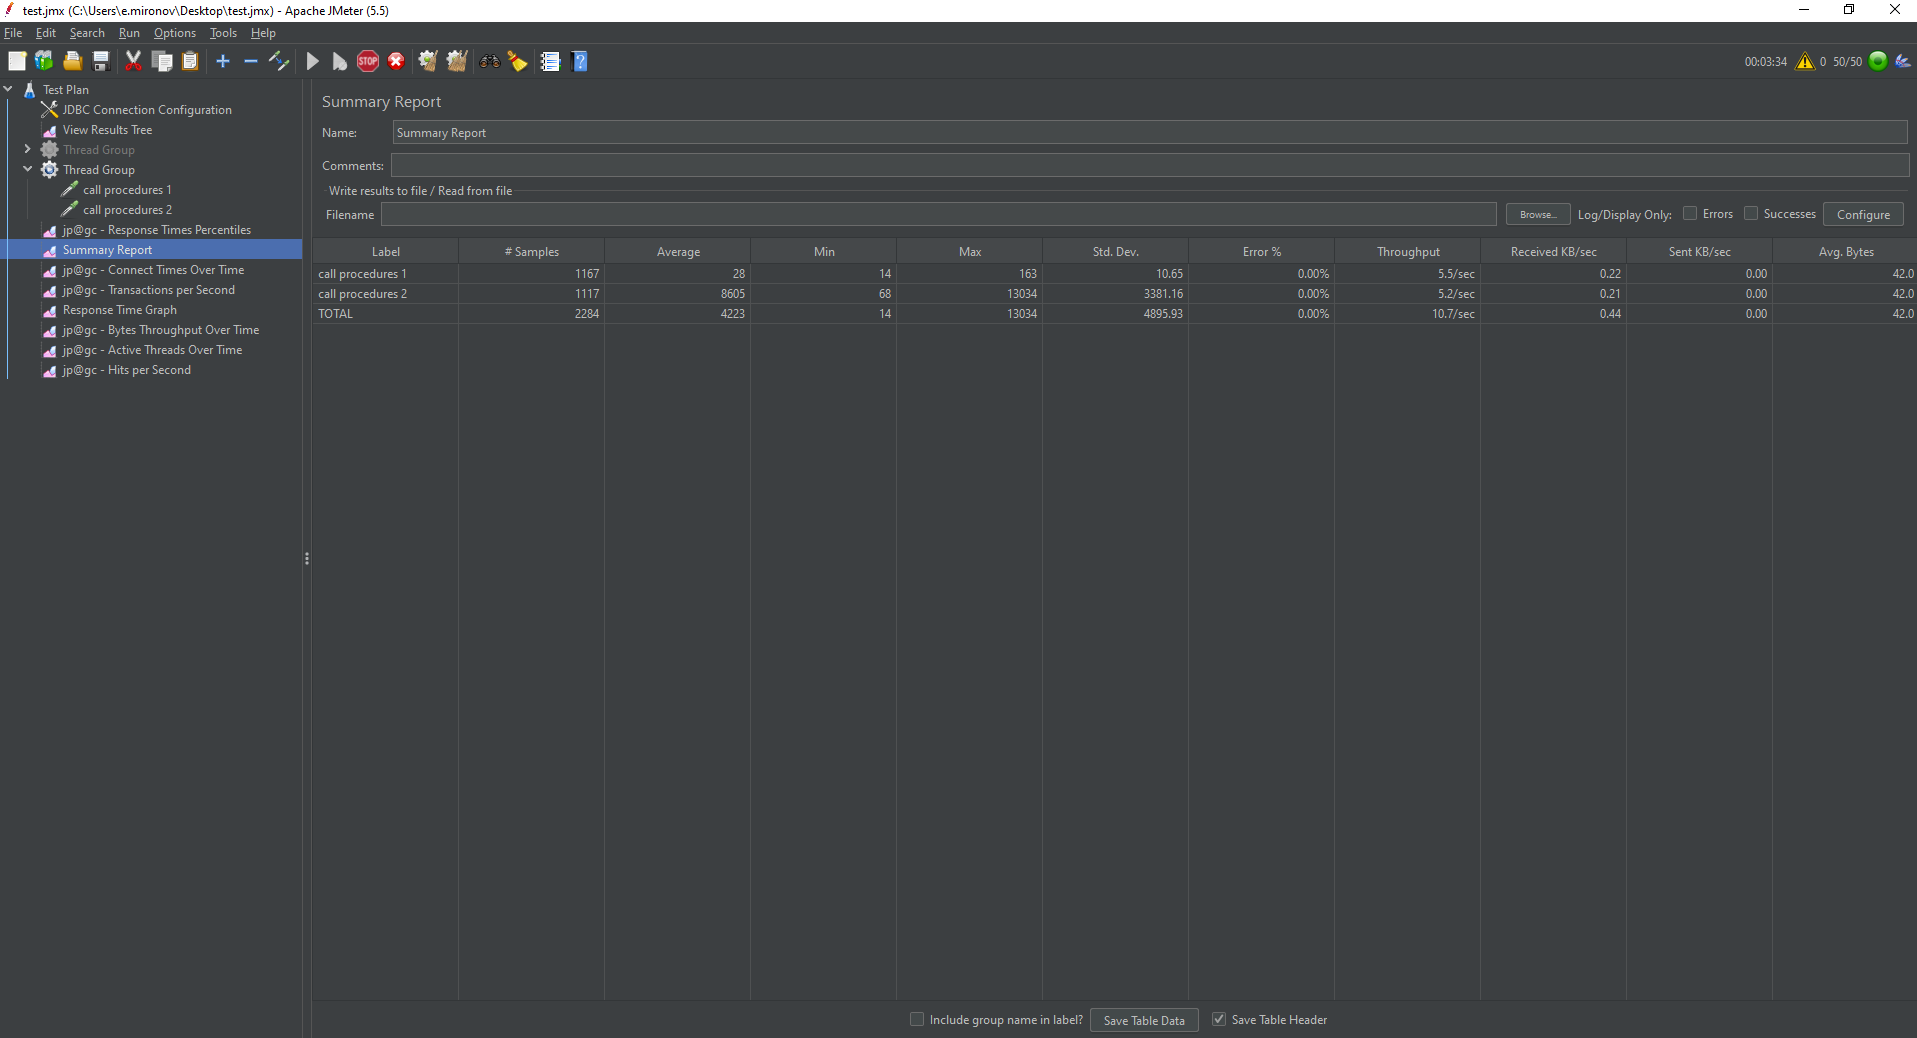 test.jmx (C:\Users\e.mironov\Desktop\test.jmx) - Apache JMeter (5.5)
File Edit Search Run Options Tools Help
STOP ? 00:03:34 0 50/50
Test Plan
JDBC Connection Configuration
View Results Tree
Thread Group
Thread Group
call procedures 1
call procedures 2
jp@gc - Response Times Percentiles
Summary Report
jp@gc - Connect Times Over Time
jp@gc - Transactions per Second
Response Time Graph
jp@gc - Bytes Throughput Over Time
jp@gc - Active Threads Over Time
jp@gc - Hits per Second
Summary Report
Name: Summary Report
Comments:
Write results to file / Read from file
Filename Browse... Log/Display Only: Errors Successes Configure
Label # Samples Average Min Max Std. Dev. Error % Throughput Received KB/sec Sent KB/sec Avg. Bytes
call procedures 1 1167 28 14 163 10.65 0.00% 5.5/sec 0.22 0.00 42.0
call procedures 2 1117 8605 68 13034 3381.16 0.00% 5.2/sec 0.21 0.00 42.0
TOTAL 2284 4223 14 13034 4895.93 0.00% 10.7/sec 0.44 0.00 42.0
Include group name in label? Save Table Data Save Table Header